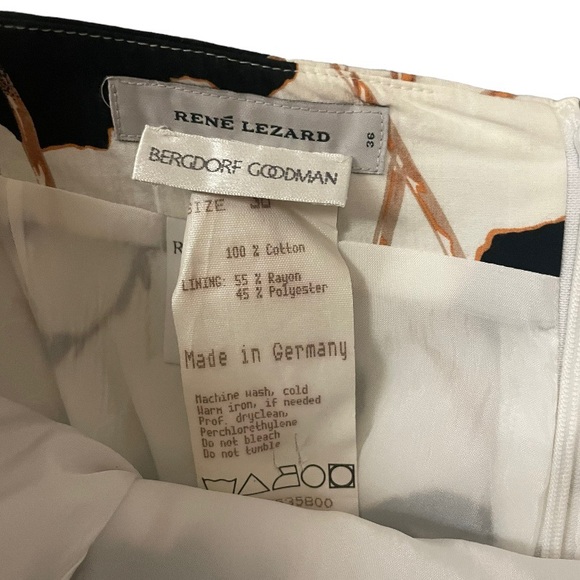 RENÉ LEZARD
36
BERGDORF GOODMAN
SIZE
100 % Cotton
LINING: 55 % Rayon
45 % Polyester
Made in Germany
Machine wash, cold
Warm iron, if needed
Prof. dryclean,
Perchlorethylene
Do not bleach
Do not tumble